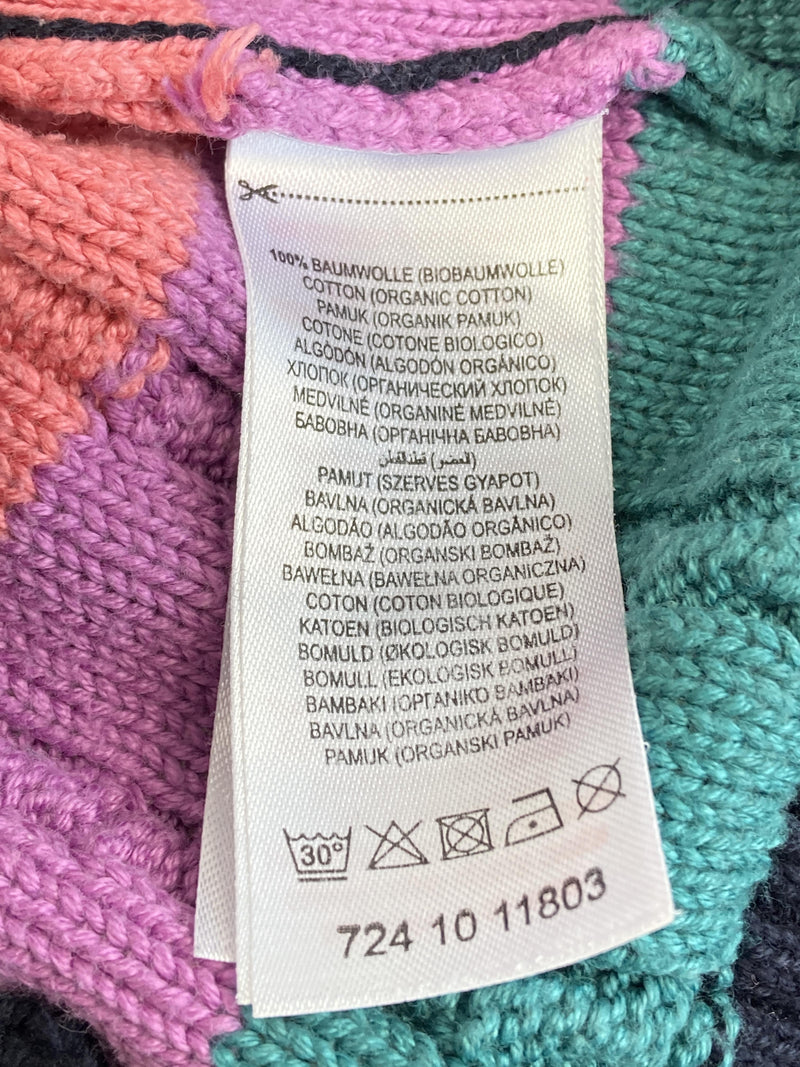 100% BAUMWOLLE (BIOBAUMWOLLE)
COTTON (ORGANIC COTTON)
PAMUK (ORGANIK PAMUK)
COTONE (COTONE BIOLOGICO)
ALGODÓN (ALGODÓN ORGÁNICO)
ХЛОПОК (ОРГАНИЧЕСКИЙ ХЛОПОК)
MEDVILNĖ (ORGANINĖ MEDVILNĖ)
БАВОВНА (ОРГАНІЧНА БАВОВНА)
PAMUT (SZERVES GYAPOT)
BAVLNA (ORGANICKÁ BAVLNA)
ALGODÃO (ALGODÃO ORGÂNICO)
BOMBAŽ (ORGANSKI BOMBAŽ)
BAWEŁNA (BAWEŁNA ORGANICZNA)
COTON (COTON BIOLOGIQUE)
KATOEN (BIOLOGISCH KATOEN)
BOMULD (ØKOLOGISK BOMULD)
BOMULL (EKOLOGISK BOMULL)
BAMBAKI (ΟΡΓΑΝΙΚΟ BAMBAKI)
BAVLNA (ORGANICKÁ BAVLNA)
PAMUK (ORGANSKI PAMUK)
30°
724 10 11803